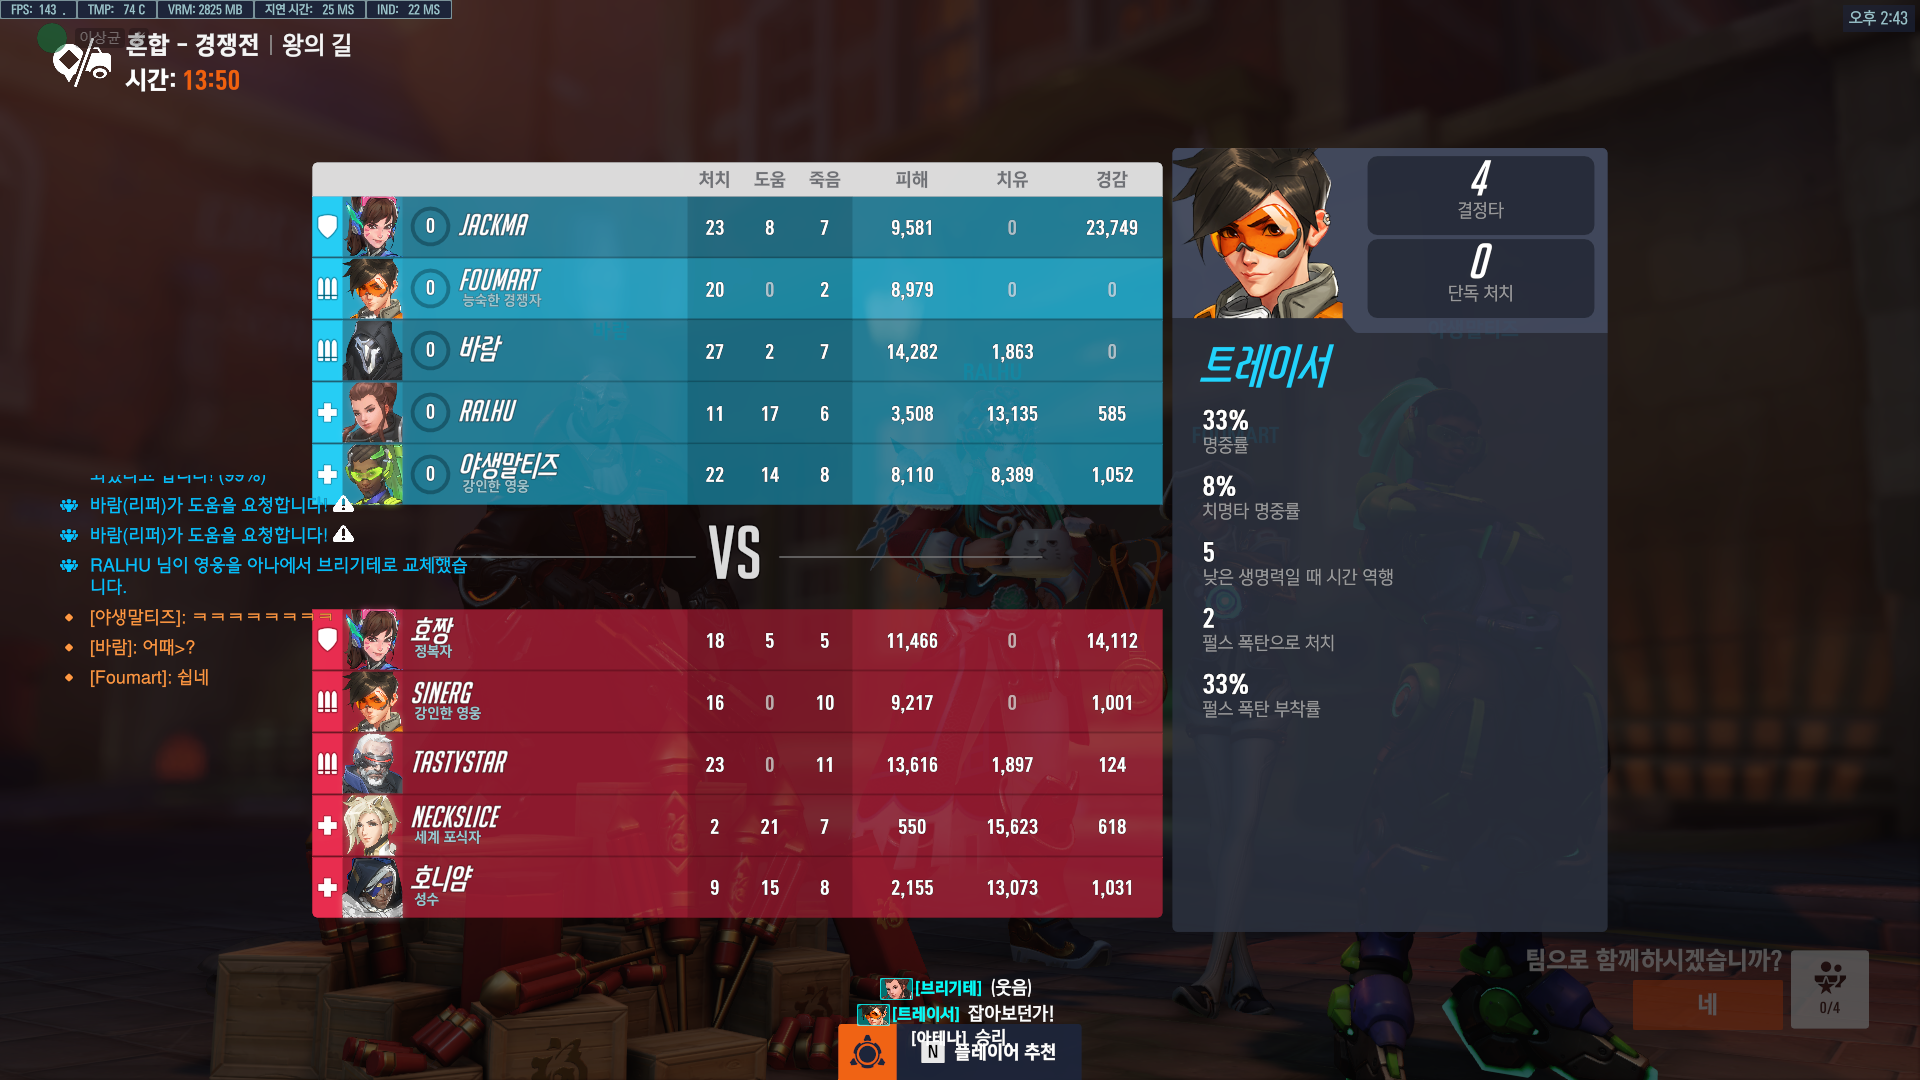 FPS: 143 . TMP: 74 C VRM: 2825 MB 지연 시간: 25 MS IND: 22 MS
오후 2:43
이상균
혼합 - 경쟁전 | 왕의 길
시간: 13:50
처치 도움 죽음 피해 치유 경감
0 JACKMA 23 8 7 9,581 0 23,749
0 FOUMART 20 0 2 8,979 0 0
능숙한 경쟁자
0 바람 27 2 7 14,282 1,863 0
0 RALHU 11 17 6 3,508 13,135 585
0 야생말티즈 22 14 8 8,110 8,389 1,052
강인한 영웅
VS
효짱 18 5 5 11,466 0 14,112
정복자
SINERG 16 0 10 9,217 0 1,001
강인한 영웅
TASTYSTAR 23 0 11 13,616 1,897 124
NECKSLICE 2 21 7 550 15,623 618
세계 포식자
호니얌 9 15 8 2,155 13,073 1,031
성수
4
결정타
0
단독 처치
트레이서
33%
명중률
8%
치명타 명중률
5
낮은 생명력일 때 시간 역행
2
펄스 폭탄으로 처치
33%
펄스 폭탄 부착률
바람(리퍼)가 도움을 요청합니다!
바람(리퍼)가 도움을 요청합니다!
RALHU 님이 영웅을 아나에서 브리기테로 교체했습
니다.
[야생말티즈]: ㅋㅋㅋㅋㅋㅋㅋㅋ
[바람]: 어때>?
[Foumart]: 쉽네
[브리기테] (웃음)
[트레이서] 잡아보던가!
[아테나] 승리
N 플레이어 추천
팀으로 함께하시겠습니까?
네
0/4